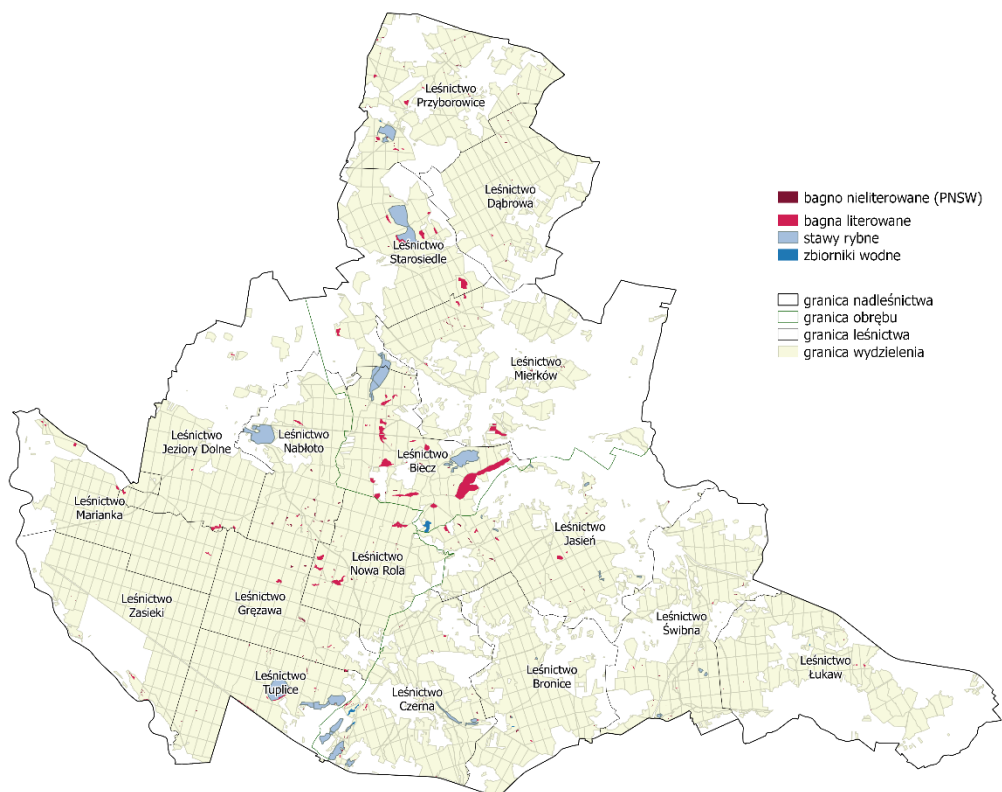 Leśnictwo
Przyborowice
Leśnictwo
Dąbrowa
Leśnictwo
Starosiedle
bagno nieliterowane (PNSW)
bagna literowane
stawy rybne
zbiorniki wodne
granica nadleśnictwa
granica obrębu
granica leśnictwa
granica wydzielenia
Leśnictwo
Mierków
Leśnictwo
Jeziory Dolne
Leśnictwo
Nabłoto
Leśnictwo
Biecz
Leśnictwo
Marianka
Leśnictwo
Jasień
Leśnictwo
Nowa Rola
Leśnictwo
Zasieki
Leśnictwo
Gręzawa
Leśnictwo
Świbna
Leśnictwo
Tuplice
Leśnictwo
Czerna
Leśnictwo
Bronice
Leśnictwo
Łukaw